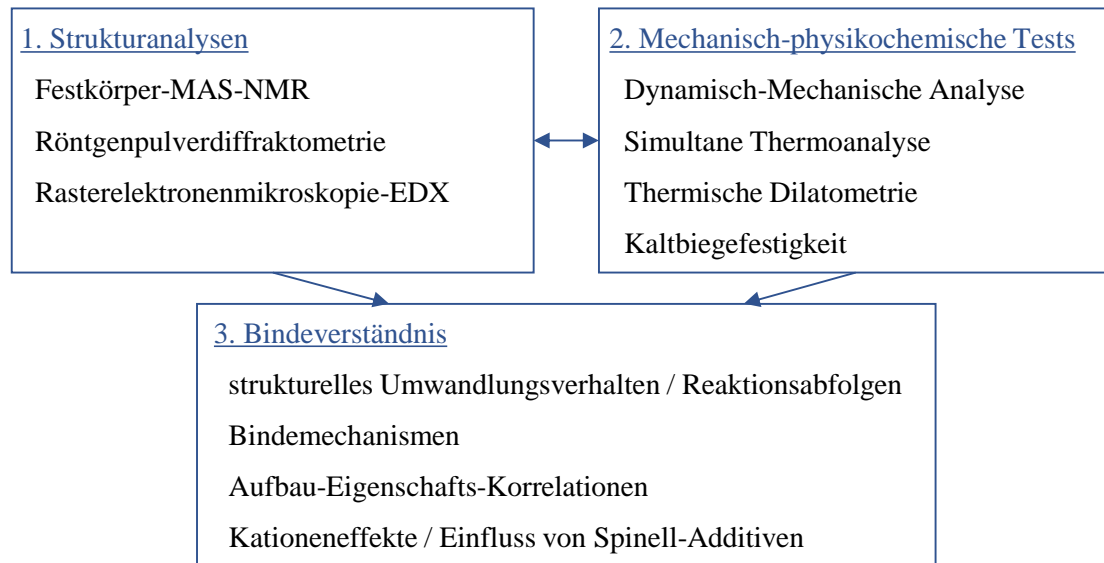 1. Strukturanalysen
Festkörper-MAS-NMR
Röntgenpulverdiffraktometrie
Rasterelektronenmikroskopie-EDX
2. Mechanisch-physikochemische Tests
Dynamisch-Mechanische Analyse
Simultane Thermoanalyse
Thermische Dilatometrie
Kaltbiegefestigkeit
3. Bindeverständnis
strukturelles Umwandlungsverhalten / Reaktionsabfolgen
Bindemechanismen
Aufbau-Eigenschafts-Korrelationen
Kationeneffekte / Einfluss von Spinell-Additiven